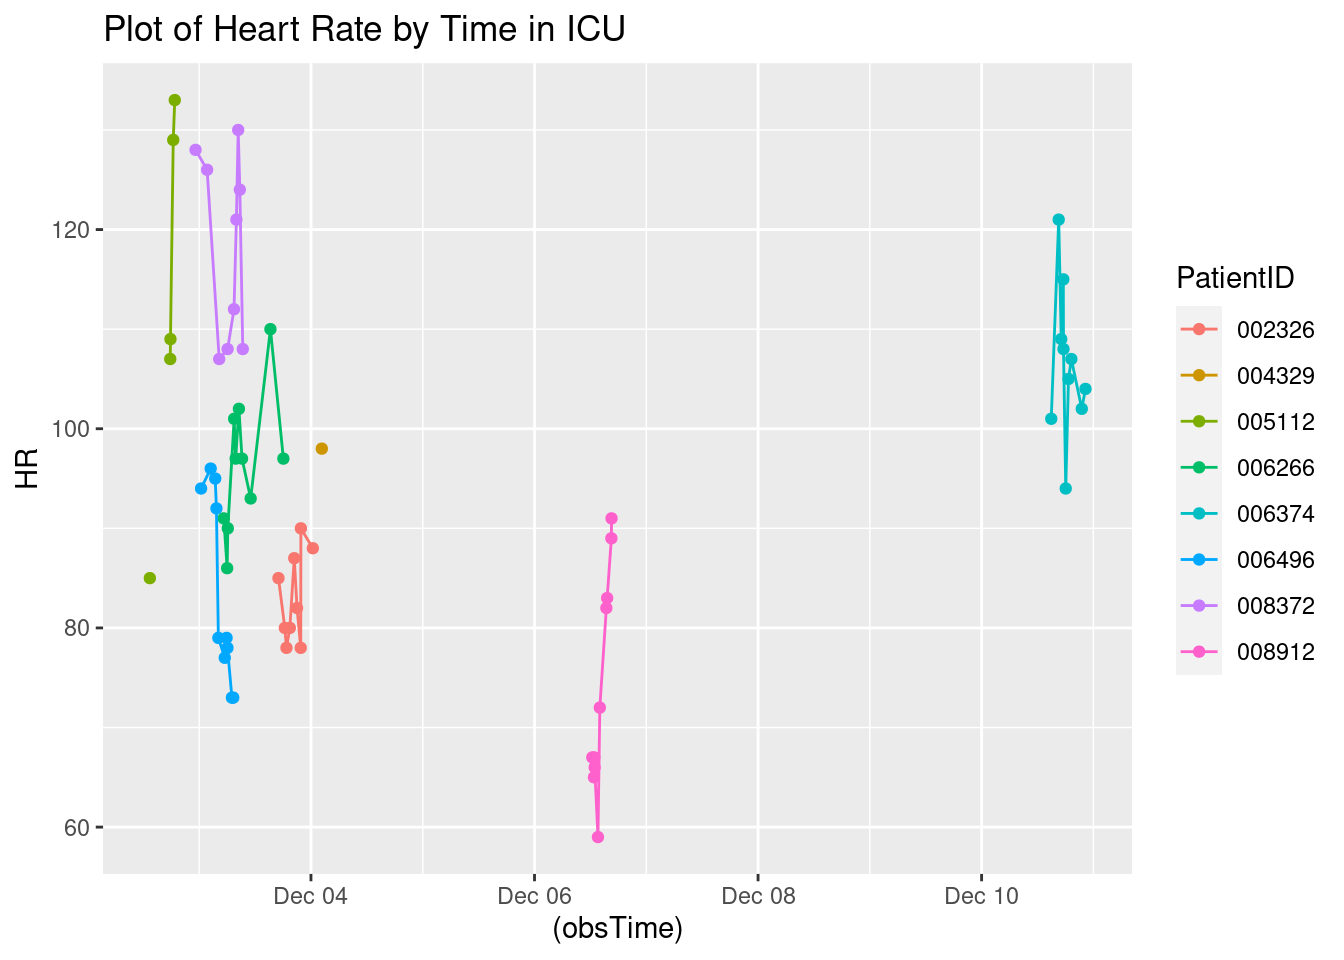 Plot of Heart Rate by Time in ICU
HR
120
100
80
60
Dec 04
Dec 06
Dec 08
Dec 10
(obsTime)
PatientID
002326
004329
005112
006266
006374
006496
008372
008912